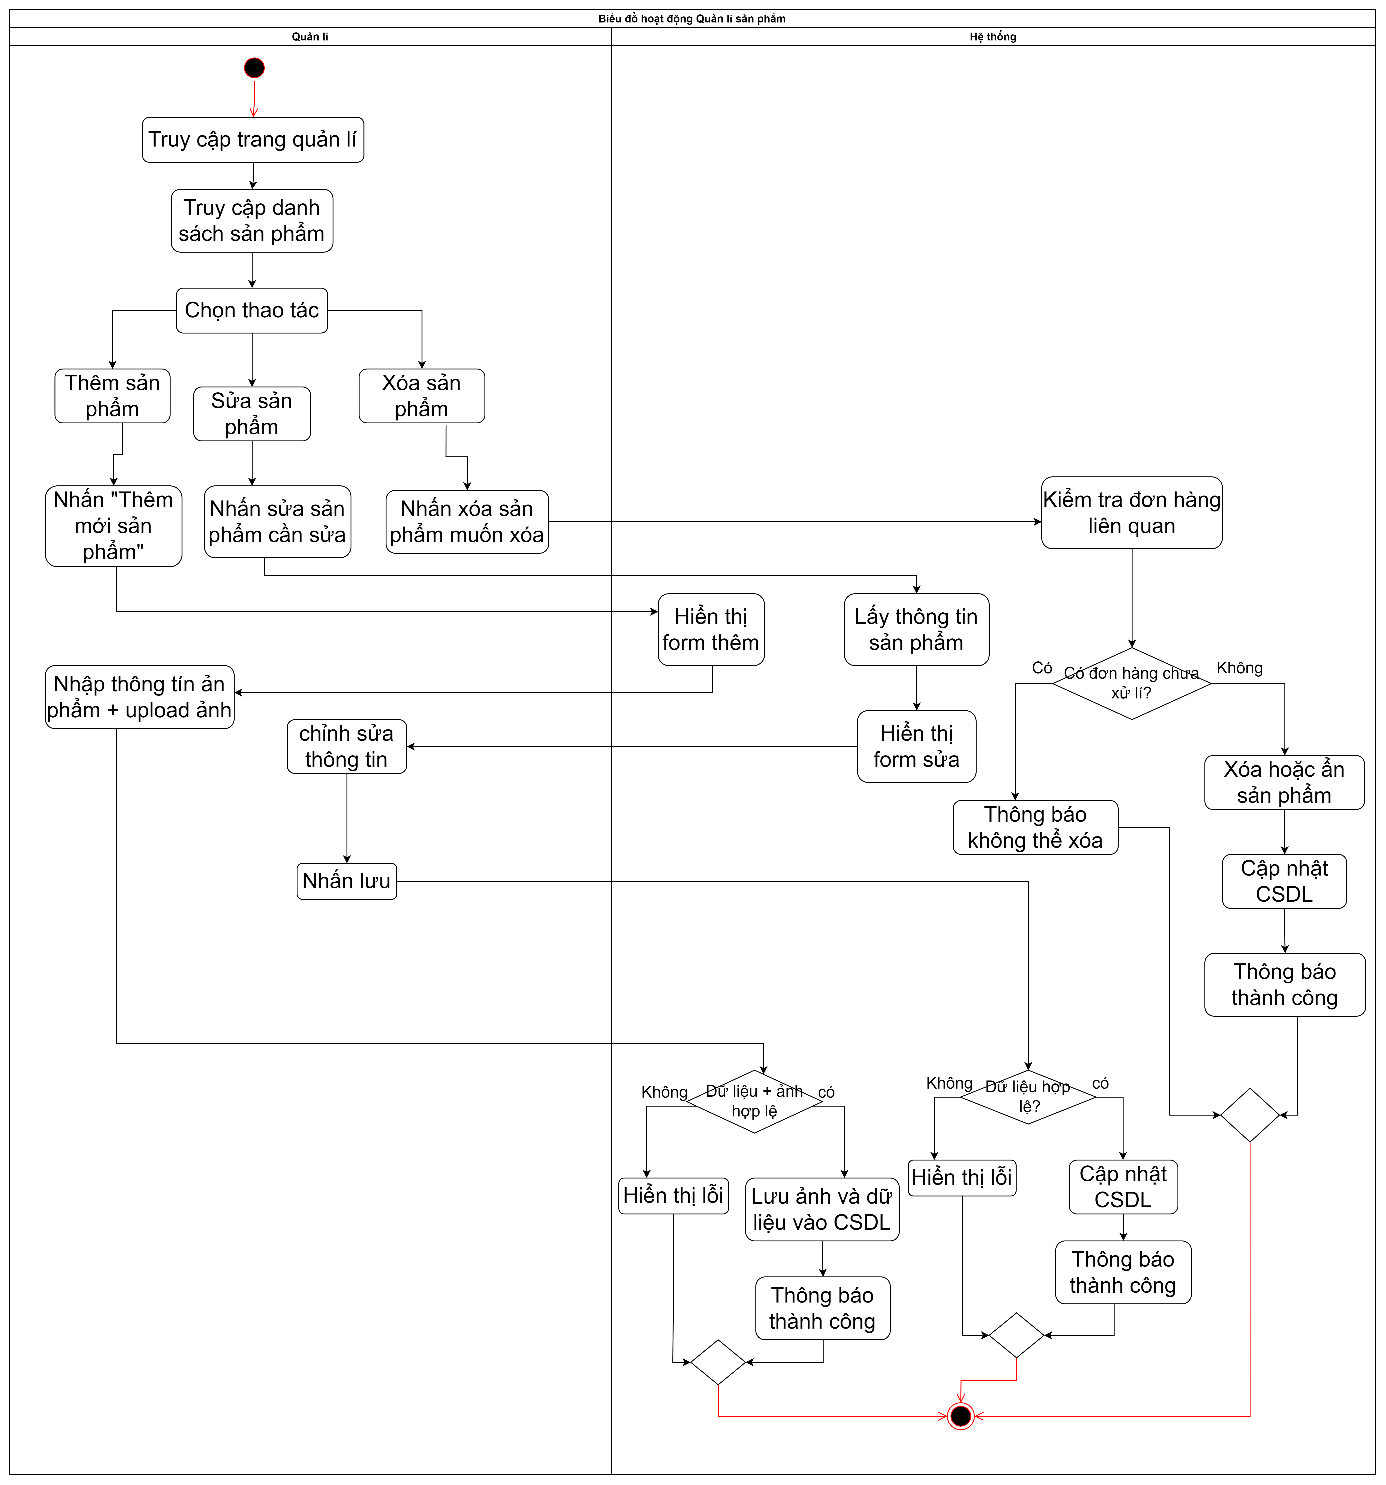 Biểu đồ hoạt động Quản lí sản phẩm
Quản lí
Hệ thống
Truy cập trang quản lí
Truy cập danh
sách sản phẩm
Chọn thao tác
Thêm sản
phẩm
Sửa sản
phẩm
Xóa sản
phẩm
Nhấn "Thêm
mới sản
phẩm"
Nhấn sửa sản
phẩm cần sửa
Nhấn xóa sản
phẩm muốn xóa
Kiểm tra đơn hàng
liên quan
Hiển thị
form thêm
Lấy thông tin
sản phẩm
Có
Có đơn hàng chưa
xử lí?
Không
Nhập thông tín ản
phẩm + upload ảnh
chỉnh sửa
thông tin
Hiển thị
form sửa
Xóa hoặc ẩn
sản phẩm
Thông báo
không thể xóa
Nhấn lưu
Cập nhật
CSDL
Thông báo
thành công
Không
Dữ liệu + ảnh
hợp lệ
có
Không
Dữ liệu hợp
lệ?
có
Hiển thị lỗi
Lưu ảnh và dữ
liệu vào CSDL
Hiển thị lỗi
Cập nhật
CSDL
Thông báo
thành công
Thông báo
thành công